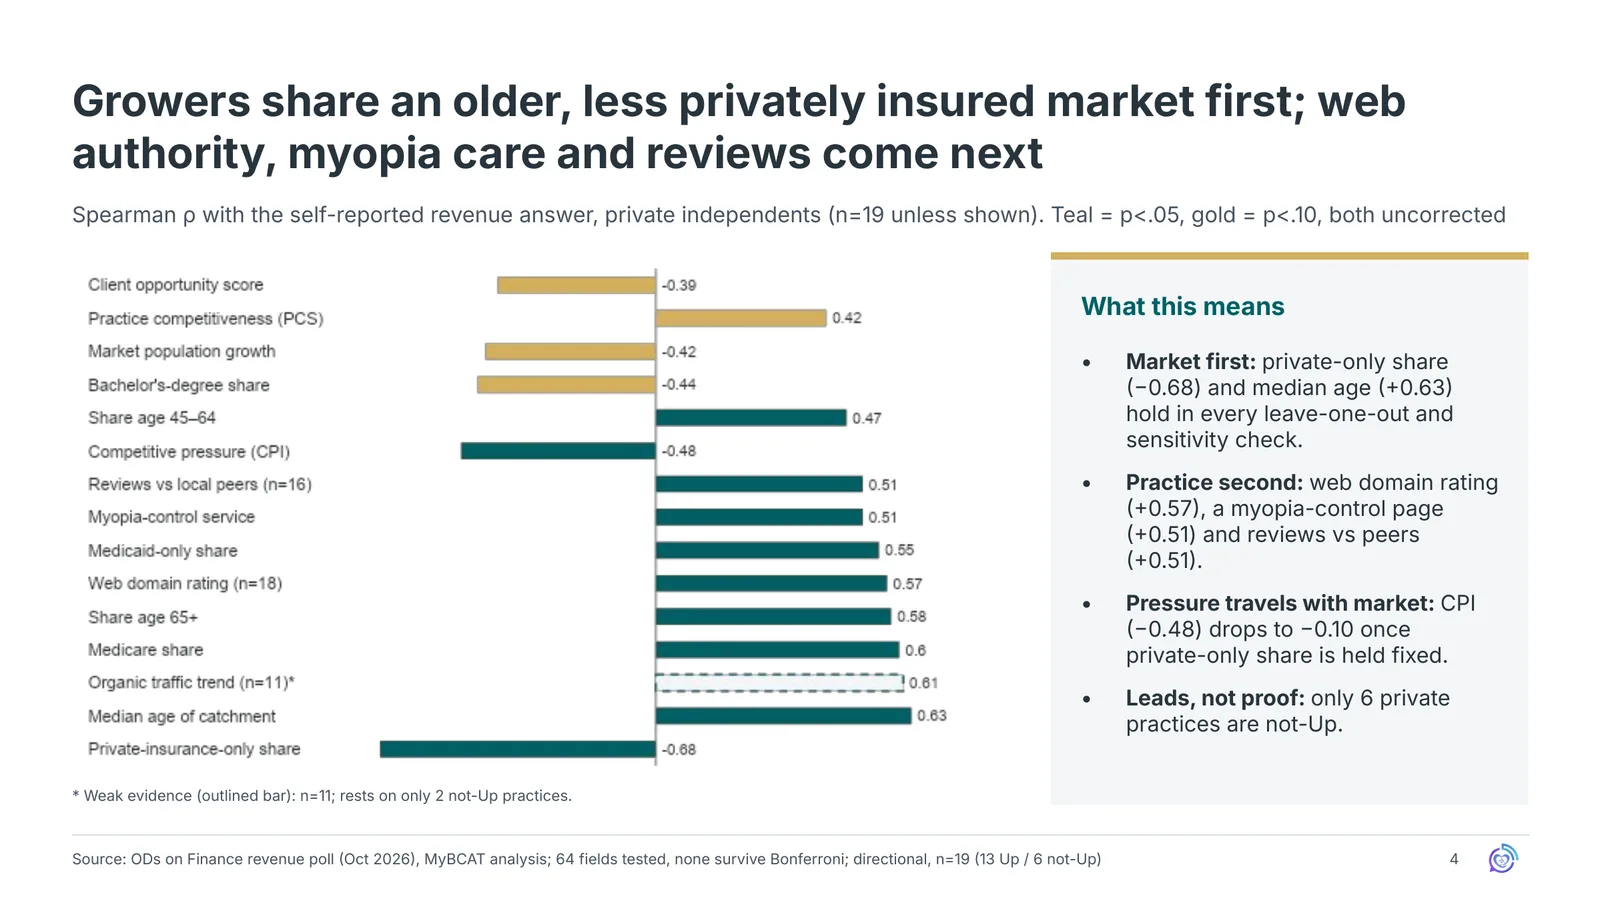 Growers share an older, less privately insured market first; web
authority, myopia care and reviews come next
Spearman ρ with the self-reported revenue answer, private independents (n=19 unless shown). Teal = p<.05, gold = p<.10, both uncorrected
Client opportunity score -0.39
Practice competitiveness (PCS) 0.42
Market population growth -0.42
Bachelor's-degree share -0.44
Share age 45–64 0.47
Competitive pressure (CPI) -0.48
Reviews vs local peers (n=16) 0.51
Myopia-control service 0.51
Medicaid-only share 0.55
Web domain rating (n=18) 0.57
Share age 65+ 0.58
Medicare share 0.6
Organic traffic trend (n=11)* 0.61
Median age of catchment 0.63
Private-insurance-only share -0.68
* Weak evidence (outlined bar): n=11; rests on only 2 not-Up practices.
What this means
• Market first: private-only share
(−0.68) and median age (+0.63)
hold in every leave-one-out and
sensitivity check.
• Practice second: web domain rating
(+0.57), a myopia-control page
(+0.51) and reviews vs peers
(+0.51).
• Pressure travels with market: CPI
(−0.48) drops to −0.10 once
private-only share is held fixed.
• Leads, not proof: only 6 private
practices are not-Up.
Source: ODs on Finance revenue poll (Oct 2026), MyBCAT analysis; 64 fields tested, none survive Bonferroni; directional, n=19 (13 Up / 6 not-Up)
4